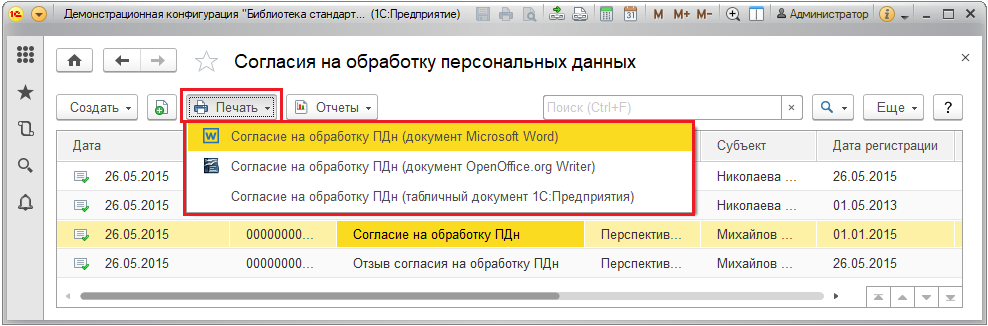 Демонстрационная конфигурация "Библиотека стандарт... (1С:Предприятие)
M M+ M-
Администратор
Согласия на обработку персональных данных
Создать Печать Отчеты Поиск (Ctrl+F) × Еще ?
Согласие на обработку ПДн (документ Microsoft Word)
Согласие на обработку ПДн (документ OpenOffice.org Writer)
Согласие на обработку ПДн (табличный документ 1С:Предприятия)
Дата Субъект Дата регистрации
26.05.2015 Николаева ... 26.05.2015
26.05.2015 Николаева ... 01.05.2013
26.05.2015 00000000... Согласие на обработку ПДн Перспектив... Михайлов ... 01.01.2015
26.05.2015 00000000... Отзыв согласия на обработку ПДн Перспектив... Михайлов ... 26.05.2015